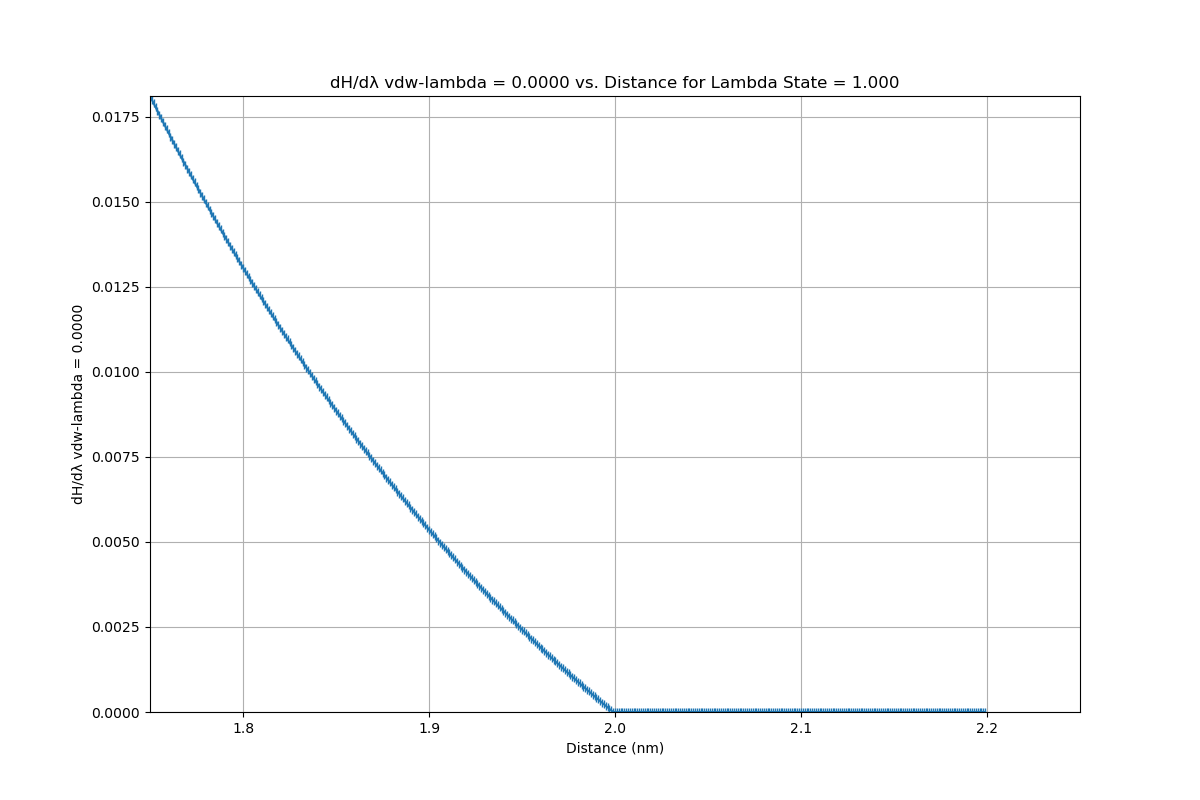 dH/dλ vdw-lambda = 0.0000 vs. Distance for Lambda State = 1.000
0.0175
0.0150
0.0125
0.0100
0.0075
0.0050
0.0025
0.0000
dH/dλ vdw-lambda = 0.0000
1.8 1.9 2.0 2.1 2.2
Distance (nm)